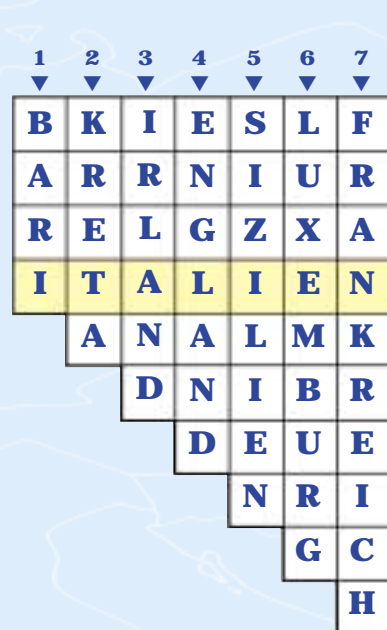 1 2 3 4 5 6 7
B K I E S L F
A R R N I U R
R E L G Z X A
I T A L I E N
A N A L M K
D N I B R
D E U E
N R I
G C
H